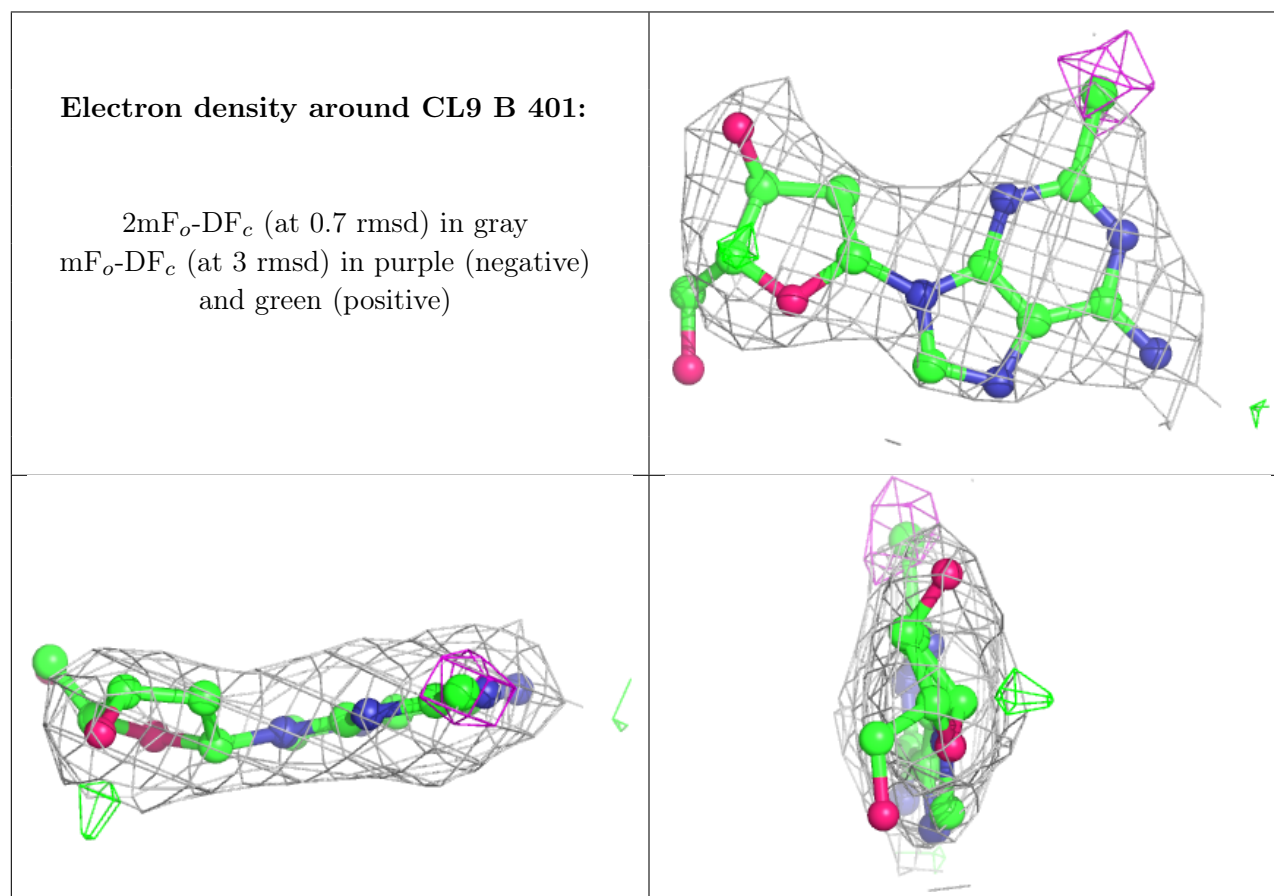 Electron density around CL9 B 401:
2mFₒ-DF𝒸 (at 0.7 rmsd) in gray
mFₒ-DF𝒸 (at 3 rmsd) in purple (negative)
and green (positive)